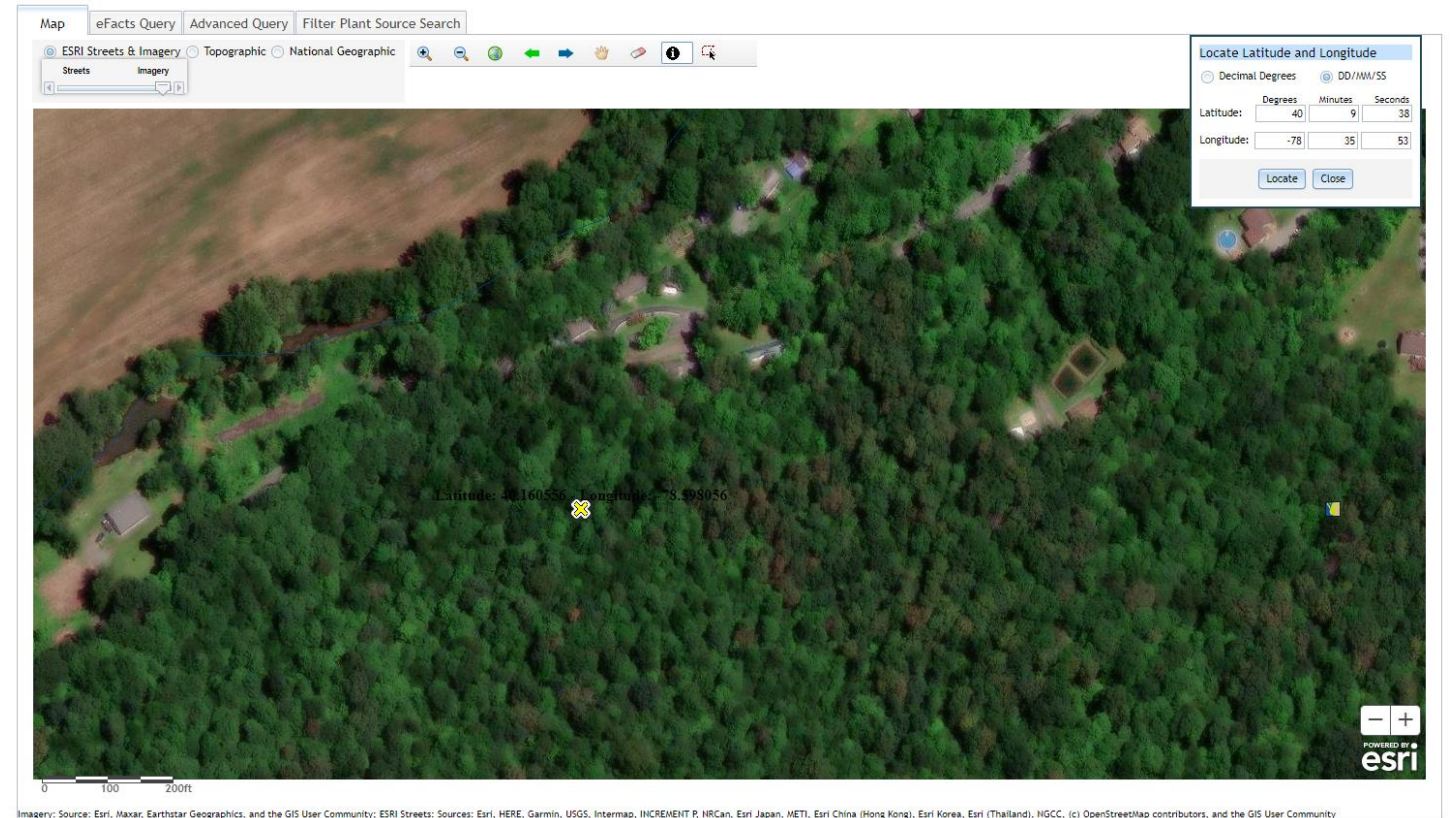 Map eFacts Query Advanced Query Filter Plant Source Search
ESRI Streets & Imagery Topographic National Geographic
Streets Imagery
Locate Latitude and Longitude
Decimal Degrees DD/MM/SS
Degrees Minutes Seconds
Latitude: 40 9 38
Longitude: -78 35 53
Locate Close
Latitude: 40.160556 Longitude: -78.598056
POWERED BY
esri
0 100 200ft
Imagery: Source: Esri, Maxar, Earthstar Geographics, and the GIS User Community; ESRI Streets: Sources: Esri, HERE, Garmin, USGS, Intermap, INCREMENT P, NRCan, Esri Japan, METI, Esri China (Hong Kong), Esri Korea, Esri (Thailand), NGCC, (c) OpenStreetMap contributors, and the GIS User Community